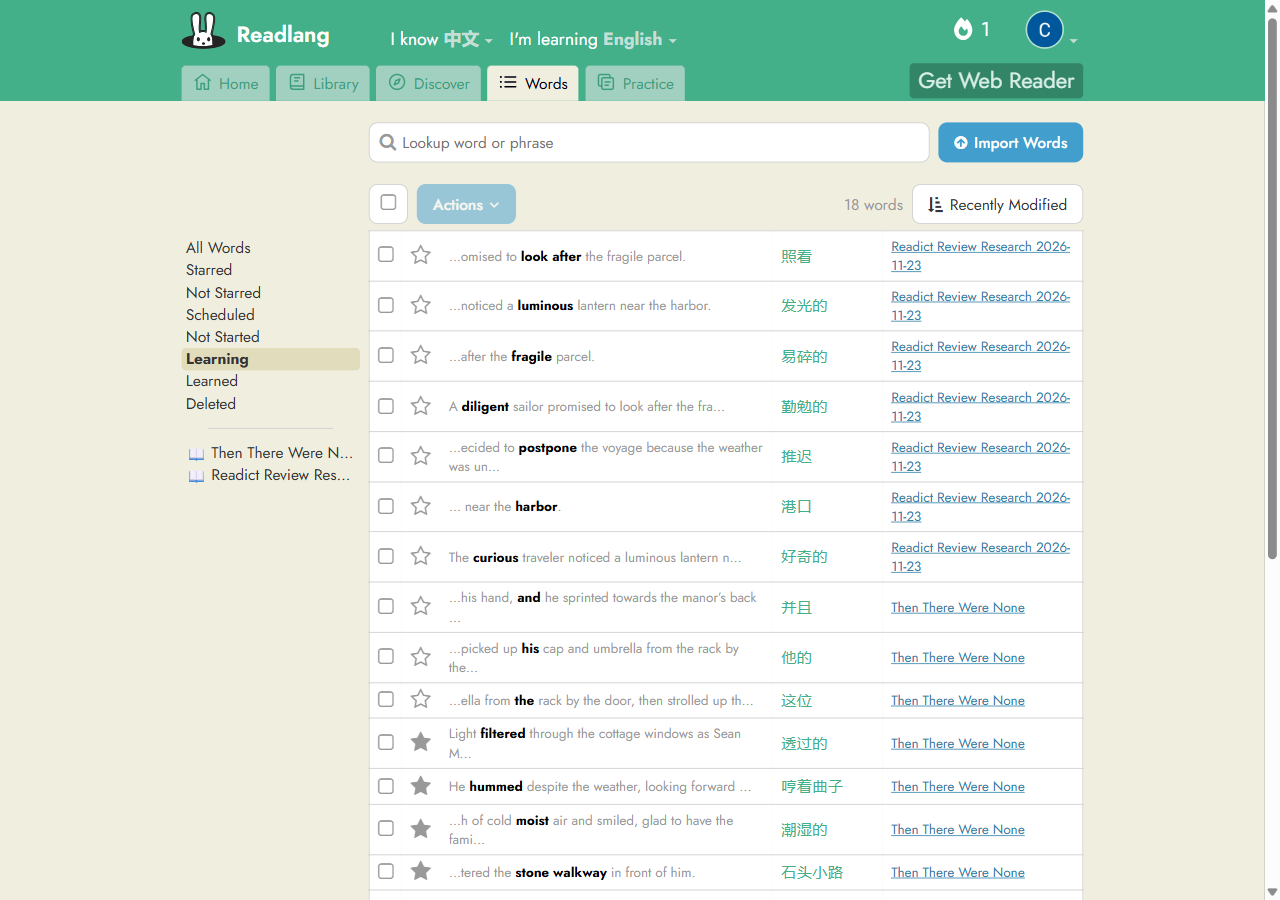 Readlang
I know 中文
I'm learning English
1
C
Home
Library
Discover
Words
Practice
Get Web Reader
Lookup word or phrase
Import Words
Actions
18 words
Recently Modified
All Words
Starred
Not Starred
Scheduled
Not Started
Learning
Learned
Deleted
Then There Were N...
Readict Review Res...
...omised to look after the fragile parcel.
照看
Readict Review Research 2026-
11-23
...noticed a luminous lantern near the harbor.
发光的
Readict Review Research 2026-
11-23
...after the fragile parcel.
易碎的
Readict Review Research 2026-
11-23
A diligent sailor promised to look after the fra...
勤勉的
Readict Review Research 2026-
11-23
...ecided to postpone the voyage because the weather
was un...
推迟
Readict Review Research 2026-
11-23
... near the harbor.
港口
Readict Review Research 2026-
11-23
The curious traveler noticed a luminous lantern n...
好奇的
Readict Review Research 2026-
11-23
...his hand, and he sprinted towards the manor's back
...
并且
Then There Were None
...picked up his cap and umbrella from the rack by
the...
他的
Then There Were None
...ella from the rack by the door, then strolled up th...
这位
Then There Were None
Light filtered through the cottage windows as Sean
M...
透过的
Then There Were None
He hummed despite the weather, looking forward ...
哼着曲子
Then There Were None
...h of cold moist air and smiled, glad to have the
fami...
潮湿的
Then There Were None
...tered the stone walkway in front of him.
石头小路
Then There Were None